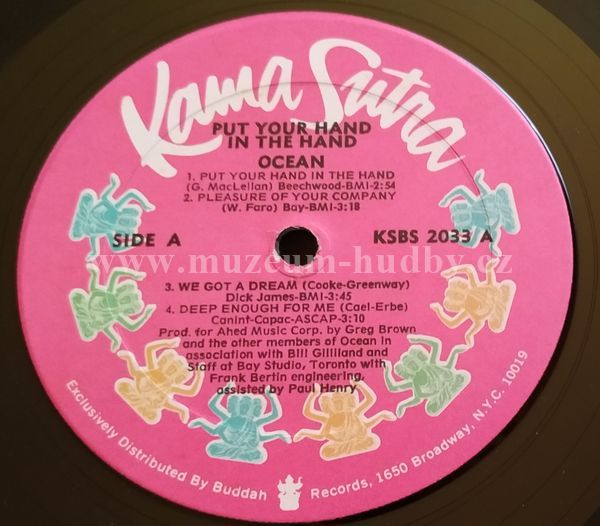 Kama Sutra
PUT YOUR HAND
IN THE HAND
OCEAN
1. PUT YOUR HAND IN THE HAND
(G. MacLellan) Beechwood-BMI-2:54
2. PLEASURE OF YOUR COMPANY
(W. Faro) Bay-BMI-3:18
SIDE A
KSBS 2033 A
www.muzeum-hudby.cz
3. WE GOT A DREAM (Cooke-Greenway)
Dick James-BMI-3:45
4. DEEP ENOUGH FOR ME (Cael-Erbe)
Canint-Capac-ASCAP-3:10
Prod. for Ahed Music Corp. by Greg Brown
and the other members of Ocean in
association with Bill Gilliland and
Staff at Bay Studio, Toronto with
Frank Bertin engineering,
assisted by Paul Henry.
Exclusively Distributed By Buddah Records, 1650 Broadway, N.Y.C. 10019